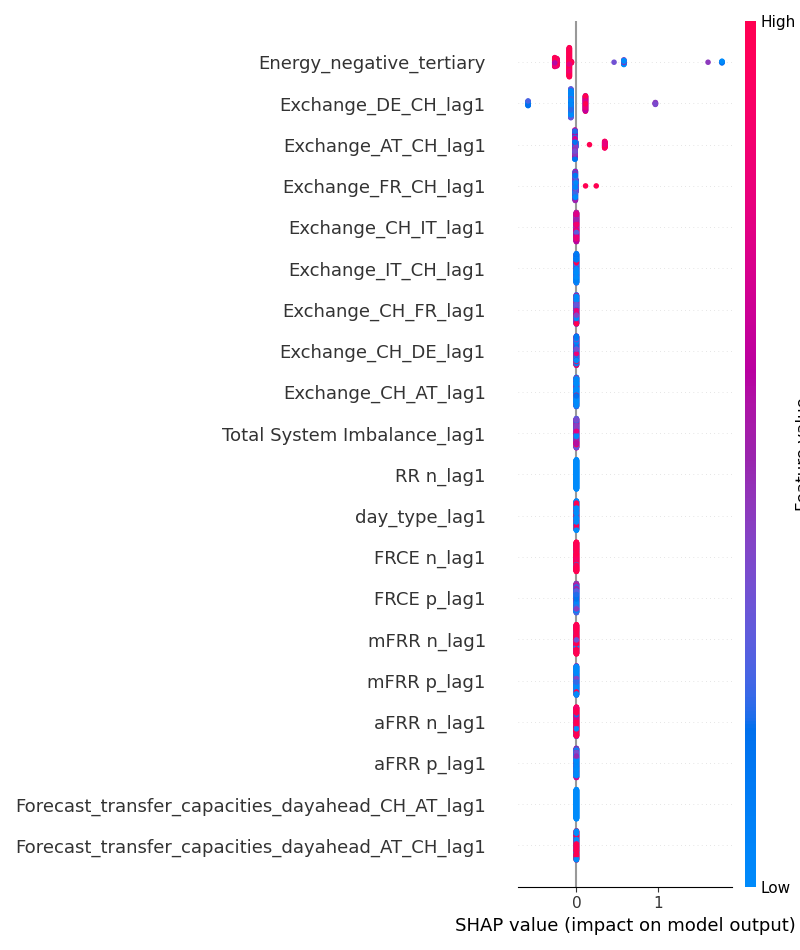 High
Energy_negative_tertiary
Exchange_DE_CH_lag1
Exchange_AT_CH_lag1
Exchange_FR_CH_lag1
Exchange_CH_IT_lag1
Exchange_IT_CH_lag1
Exchange_CH_FR_lag1
Exchange_CH_DE_lag1
Exchange_CH_AT_lag1
Total System Imbalance_lag1
RR n_lag1
day_type_lag1
FRCE n_lag1
FRCE p_lag1
mFRR n_lag1
mFRR p_lag1
aFRR n_lag1
aFRR p_lag1
Forecast_transfer_capacities_dayahead_CH_AT_lag1
Forecast_transfer_capacities_dayahead_AT_CH_lag1
Low
0 1
SHAP value (impact on model output)